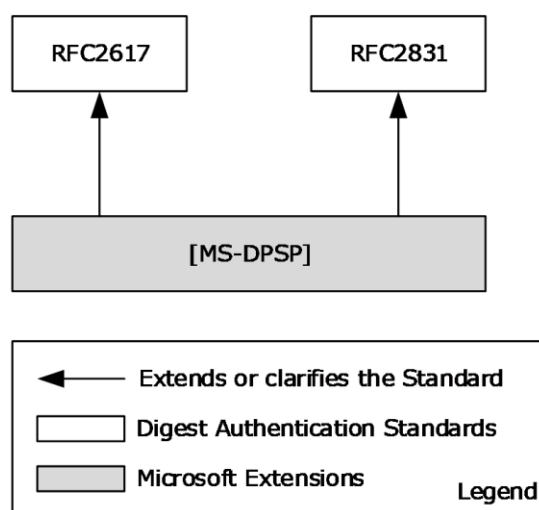 RFC2617
RFC2831
[MS-DPSP]
Extends or clarifies the Standard
Digest Authentication Standards
Microsoft Extensions
Legend